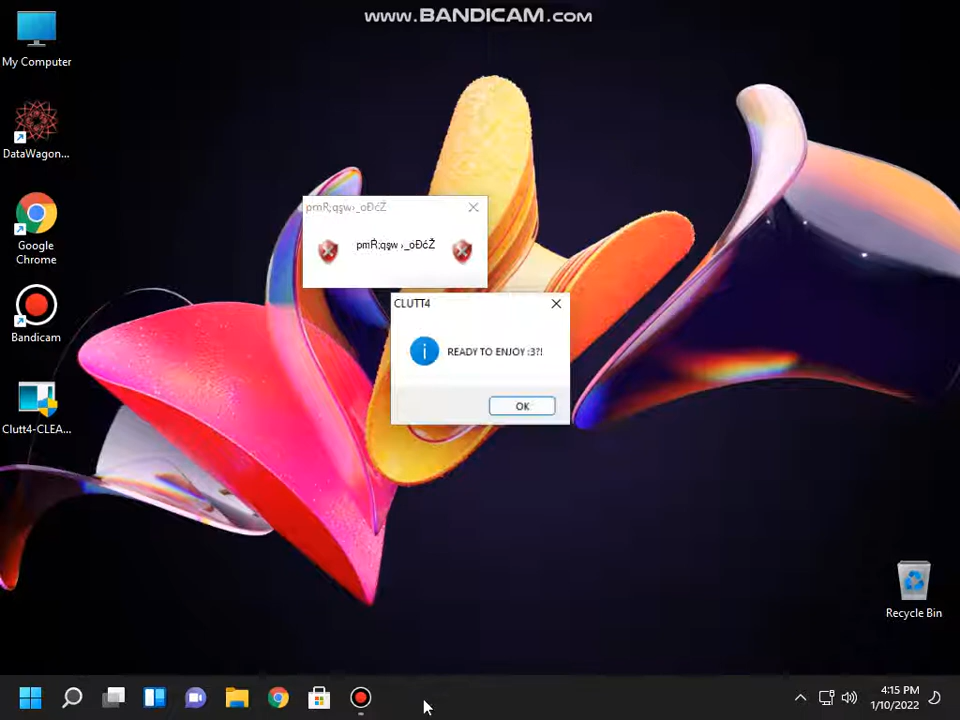 www.BANDICAM.com
My Computer
DataWagon...
Google
Chrome
Bandicam
Clutt4-CLEA...
CLUTT4
READY TO ENJOY :3?!
OK
Recycle Bin
4:15 PM
1/10/2022